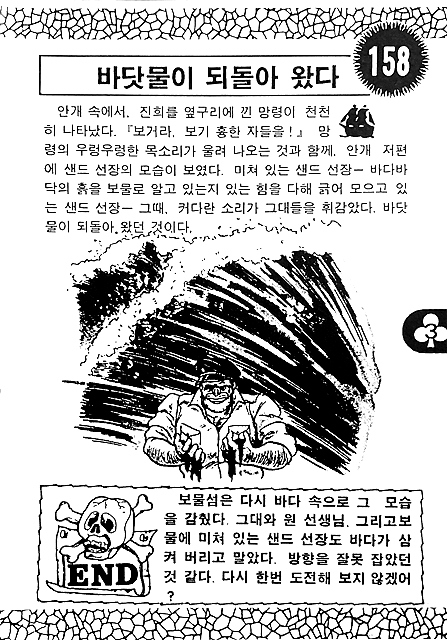 158
바닷물이 되돌아 왔다
안개 속에서, 진희를 옆구리에 낀 망령이 천천
히 나타났다. 『보거라, 보기 흉한 자들을!』 망
령의 우렁우렁한 목소리가 울려 나오는 것과 함께, 안개 저편
에 샌드 선장의 모습이 보였다. 미쳐 있는 샌드 선장— 바다바
닥의 흙을 보물로 알고 있는지 있는 힘을 다해 긁어 모으고 있
는 샌드 선장— 그때, 커다란 소리가 그대들을 휘감았다. 바닷
물이 되돌아 왔던 것이다.
3
보물섬은 다시 바다 속으로 그 모습
을 감췄다. 그대와 원 선생님, 그리고보
물에 미쳐 있는 샌드 선장도 바다가 삼
켜 버리고 말았다. 방향을 잘못 잡았던
것 같다. 다시 한번 도전해 보지 않겠어
?
END